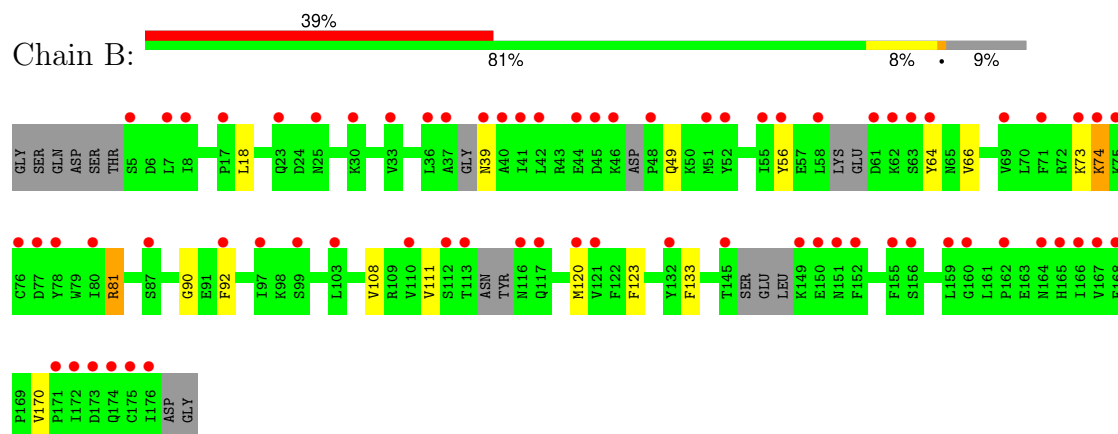 39%
Chain B:
81% 8% • 9%
GLY SER GLN ASP SER THR S5 D6 L7 I8 P17 L18 Q23 D24 N25 K30 V33 L36 A37 GLY N39 A40 I41 L42 R43 E44 D45 K46 ASP P48 Q49 K50 M51 Y52 I55 Y56 E57 L58 LYS GLU D61 K62 S63 Y64 N65 V66 V69 L70 F71 R72 K73 K74 K75
C76 D77 Y78 W79 I80 R81 S87 G90 E91 F92 I97 K98 S99 L103 V108 R109 V110 V111 S112 T113 ASN TYR N116 Q117 M120 V121 F122 F123 Y132 F133 T145 SER GLU LEU K149 E150 N151 F152 F155 S156 L159 G160 L161 P162 E163 N164 H165 I166 V167
P169 V170 P171 I172 D173 Q174 C175 I176 ASP GLY